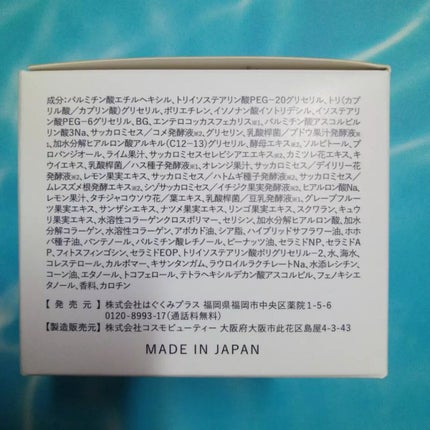 成分：パルミチン酸エチルヘキシル、トリイソステアリン酸PEG-20グリセリル、トリ(カプ
リル酸／カプリン酸)グリセリル、ポリエチレン、イソノナン酸イソトリデシル、イソステア
リン酸PEG-6グリセリル、BG、エンテロコッカスフェカリス※1、パルミチン酸アスコルビル
リン酸3Na、サッカロミセス／コメ発酵液※2、グリセリン、乳酸桿菌／ブドウ果汁発酵液
※1、加水分解ヒアルロン酸アルキル(C12-13)グリセリル、酵母エキス※2、ソルビトール、プ
ロパンジオール、ライム果汁、サッカロミセスセレビシアエエキス※2、カミツレ花エキス、キ
ウイエキス、乳酸桿菌／ハス種子発酵液※1、オレンジ果汁、サッカロミセス／デイリリー花
発酵液※2、レモン果実エキス、サッカロミセス／ハトムギ種子発酵液※2、サッカロミセス／
ムレスズメ根発酵エキス※2、シゾサッカロミセス／イチジク果実発酵液※2、ヒアルロン酸Na、
レモン果汁、タチジャコウソウ花／葉エキス、乳酸桿菌／豆乳発酵液※1、グレープフルー
ツ果実エキス、サンザシエキス、ナツメ果実エキス、リンゴ果実エキス、スクワラン、キュウ
リ果実エキス、水溶性コラーゲンクロスポリマー、セリシン、加水分解ヒアルロン酸、加
水分解コラーゲン、水溶性コラーゲン、アボカド油、シア脂、ハイブリッドサフラワー油、ホホ
バ種子油、パンテノール、パルミチン酸レチノール、ピーナッツ油、セラミドNP、セラミド
AP、フィトスフィンゴシン、セラミドEOP、トリイソステアリン酸ポリグリセリル-2、水、海水、
コレステロール、カルボマー、キサンタンガム、ラウロイルラクチレートNa、水添レシチン、
コーン油、エタノール、トコフェロール、テトラヘキシルデカン酸アスコルビル、フェノキシエ
タノール、香料、カロチン
【発 売 元】 株式会社はぐくみプラス 福岡県福岡市中央区薬院1-5-6
0120-8993-17(通話料無料)
【製造販売元】 株式会社コスモビューティー 大阪府大阪市此花区島屋4-3-43
MADE IN JAPAN